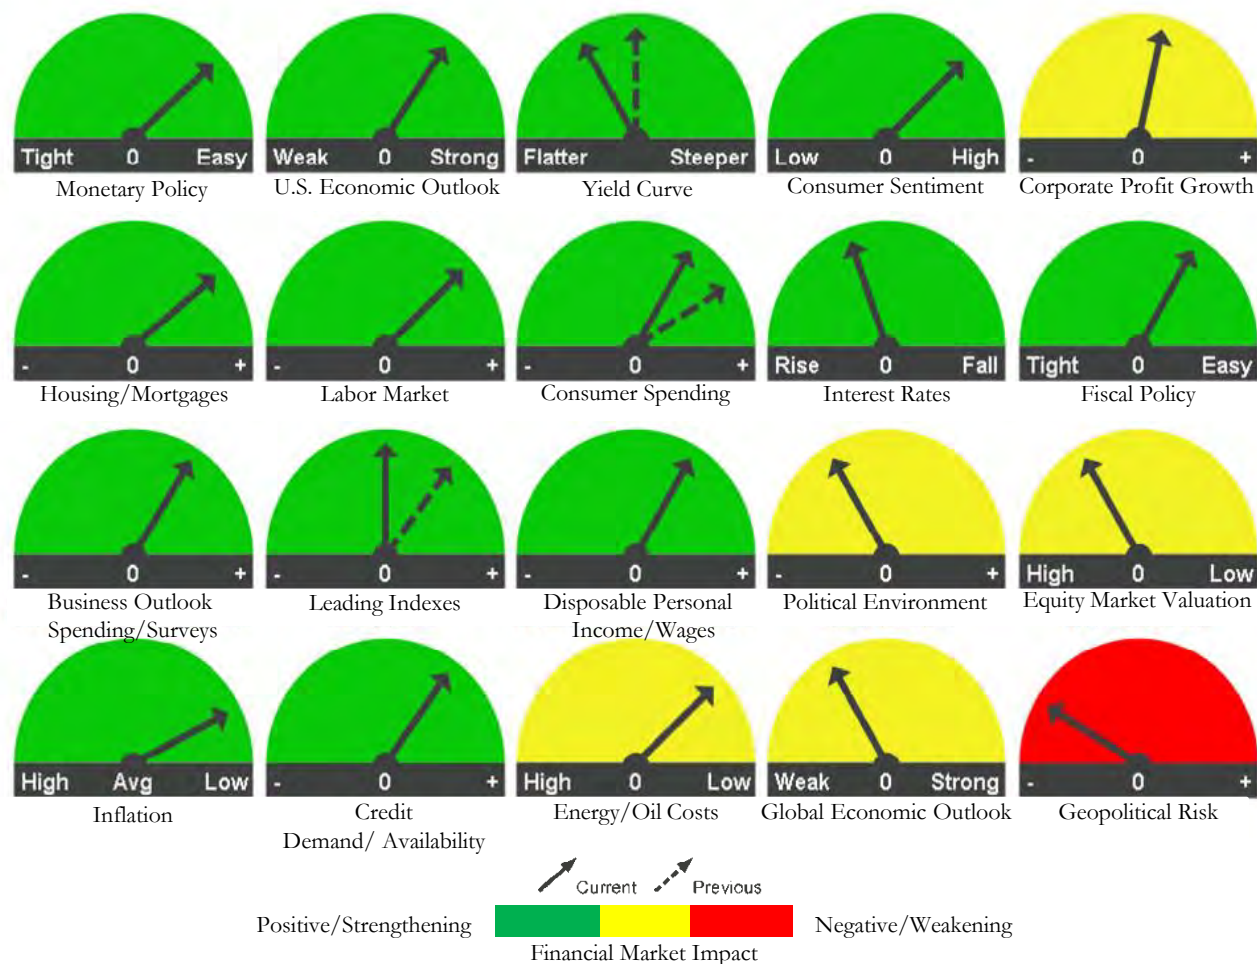 Tight 0 Easy
Monetary Policy
Weak 0 Strong
U.S. Economic Outlook
Flatter Steeper
Yield Curve
Low 0 High
Consumer Sentiment
- 0 +
Corporate Profit Growth
- 0 +
Housing/Mortgages
- 0 +
Labor Market
- 0 +
Consumer Spending
Rise 0 Fall
Interest Rates
Tight 0 Easy
Fiscal Policy
- 0 +
Business Outlook
Spending/Surveys
- 0 +
Leading Indexes
- 0 +
Disposable Personal
Income/Wages
- 0 +
Political Environment
High 0 Low
Equity Market Valuation
High Avg Low
Inflation
- 0 +
Credit
Demand/ Availability
High 0 Low
Energy/Oil Costs
Weak 0 Strong
Global Economic Outlook
- 0 +
Geopolitical Risk
Current Previous
Positive/Strengthening Negative/Weakening
Financial Market Impact